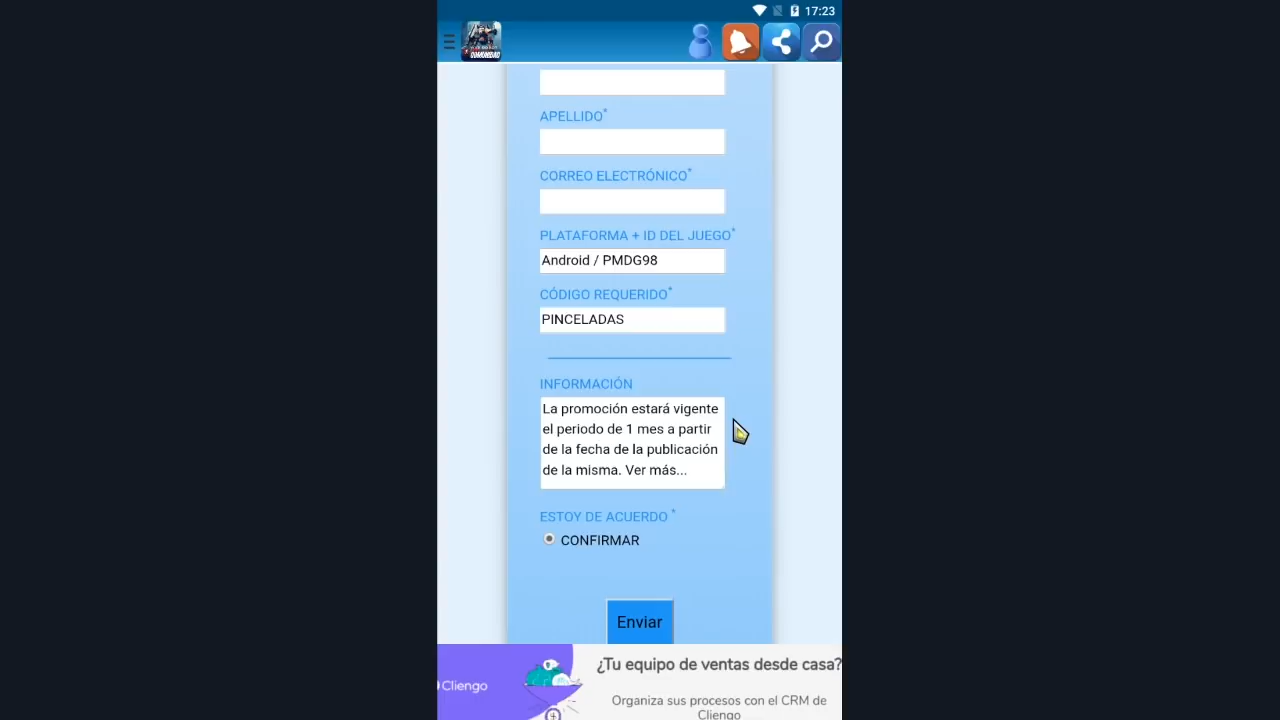 17:23
COMUNIDAD
APELLIDO*
CORREO ELECTRÓNICO*
PLATAFORMA + ID DEL JUEGO*
Android / PMDG98
CÓDIGO REQUERIDO*
PINCELADAS
INFORMACIÓN
La promoción estará vigente
el periodo de 1 mes a partir
de la fecha de la publicación
de la misma. Ver más...
ESTOY DE ACUERDO *
CONFIRMAR
Enviar
¿Tu equipo de ventas desde casa?
Cliengo
Organiza sus procesos con el CRM de
Cliengo